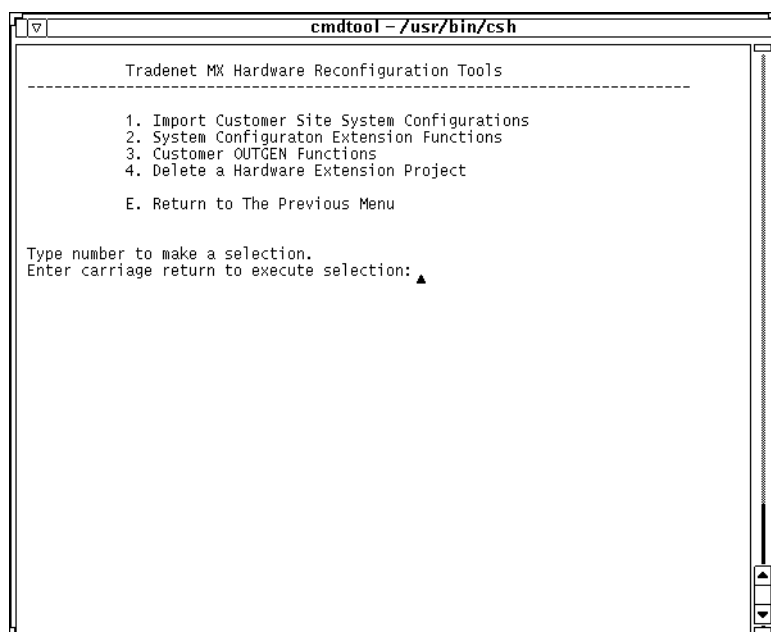 cmdtool – /usr/bin/csh
Tradenet MX Hardware Reconfiguration Tools
--------------------------------------------------------------------------
1. Import Customer Site System Configurations
2. System Configuraton Extension Functions
3. Customer OUTGEN Functions
4. Delete a Hardware Extension Project
E. Return to The Previous Menu
Type number to make a selection.
Enter carriage return to execute selection: